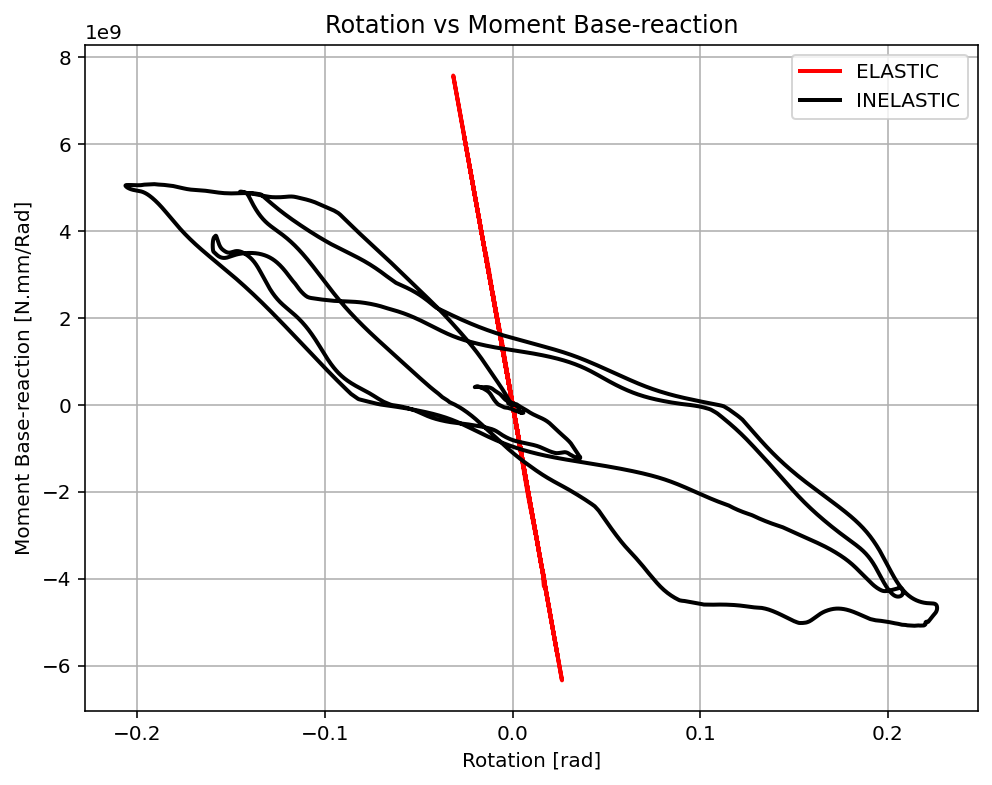 Rotation vs Moment Base-reaction
1e9
ELASTIC
INELASTIC
8
6
4
2
0
−2
−4
−6
Moment Base-reaction [N.mm/Rad]
−0.2
−0.1
0.0
0.1
0.2
Rotation [rad]